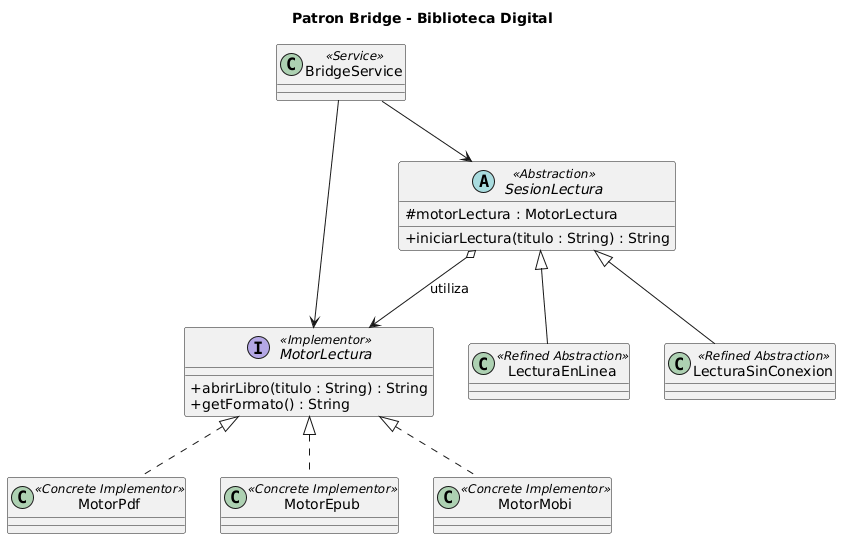 Patron Bridge - Biblioteca Digital
C
«Service»
BridgeService
A
«Abstraction»
SesionLectura
#motorLectura : MotorLectura
+iniciarLectura(titulo : String) : String
utiliza
I
«Implementor»
MotorLectura
+abrirLibro(titulo : String) : String
+getFormato() : String
C
«Refined Abstraction»
LecturaEnLinea
C
«Refined Abstraction»
LecturaSinConexion
C
«Concrete Implementor»
MotorPdf
C
«Concrete Implementor»
MotorEpub
C
«Concrete Implementor»
MotorMobi